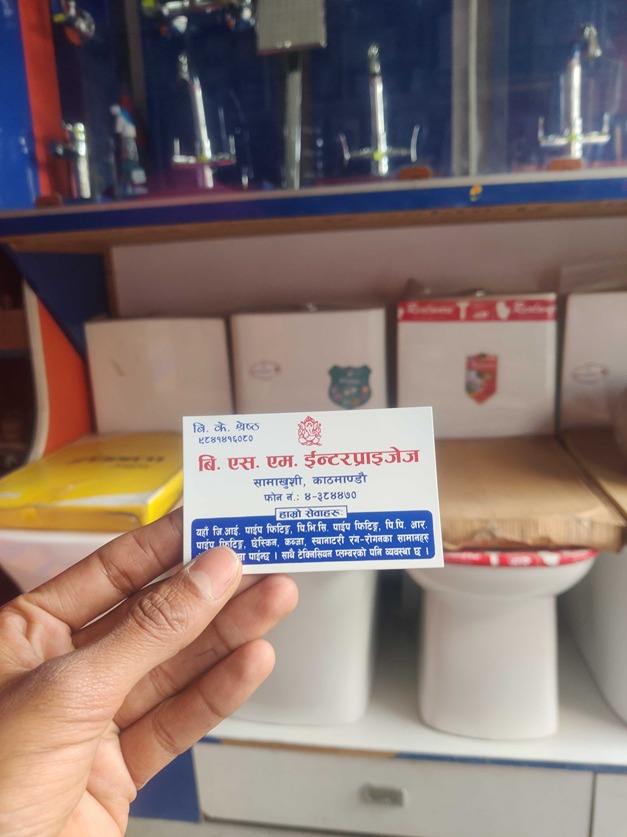 बि. के. श्रेष्ठ
९८४१४१६०८०
बि. एस. एम. ईन्टरप्राइजेज
सामाखुशी, काठमाण्डौ
फोन नं.: ४-३८४४७०
हाम्रो सेवाहरू:
यहाँ जि.आई. पाईप फिटिङ्ग, पि.भि.सि. पाईप फिटिङ्ग, पि.पि. आर.
पाईप फिटिङ्ग, छेस्किन, कब्जा, स्यानीटरी रंग-रोगनका सामानहरु
पाईन्छ । साथै टेक्निसियन प्लम्बरको पनि व्यवस्था छ ।